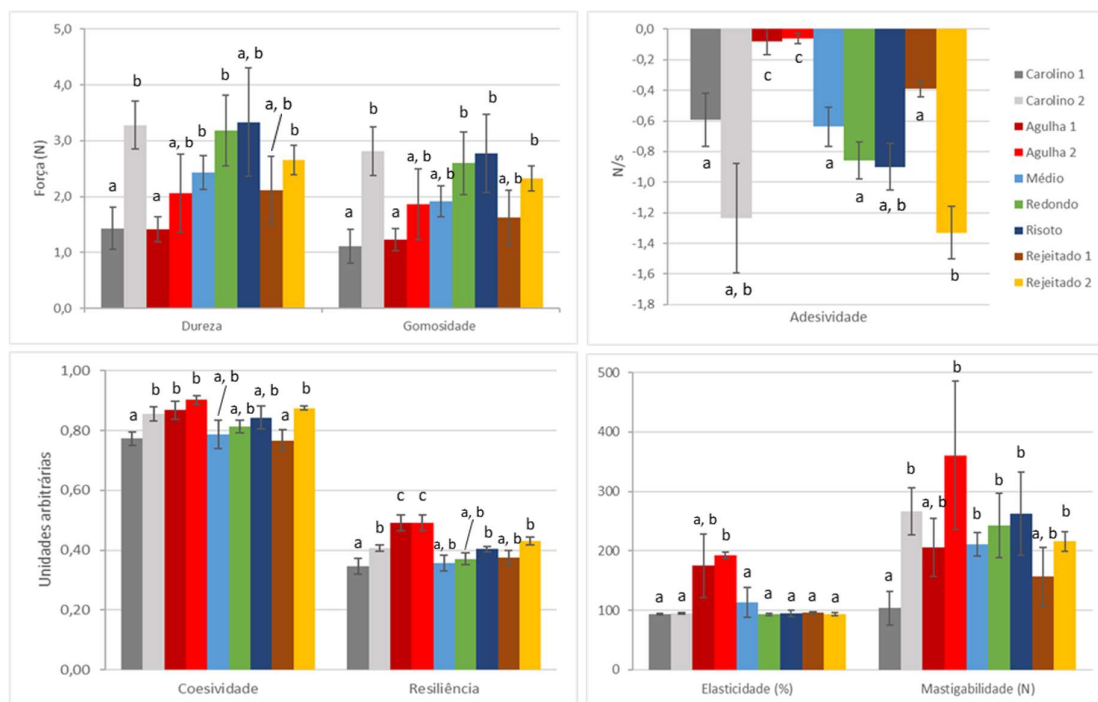 5,0
4,0
3,0
2,0
1,0
0,0
Força (N)
a
b
a
a, b
b
b
a, b
a, b
b
a
b
a
a, b
a, b
b
b
a, b
b
Dureza
Gomosidade
0,0
-0,2
-0,4
-0,6
-0,8
-1,0
-1,2
-1,4
-1,6
-1,8
N/s
a
a, b
c
c
a
a
a, b
a
b
Adesividade
Carolino 1
Carolino 2
Agulha 1
Agulha 2
Médio
Redondo
Risoto
Rejeitado 1
Rejeitado 2
1,00
0,80
0,60
0,40
0,20
0,00
Unidades arbitrárias
a
b
b
b
a, b
a, b
a, b
a
b
a
b
c
c
a, b
a, b
b
a, b
b
Coesividade
Resiliência
500
400
300
200
100
0
a
a
a, b
b
a
a
a
a
a
a
b
a, b
b
b
b
b
a, b
b
Elasticidade (%)
Mastigabilidade (N)